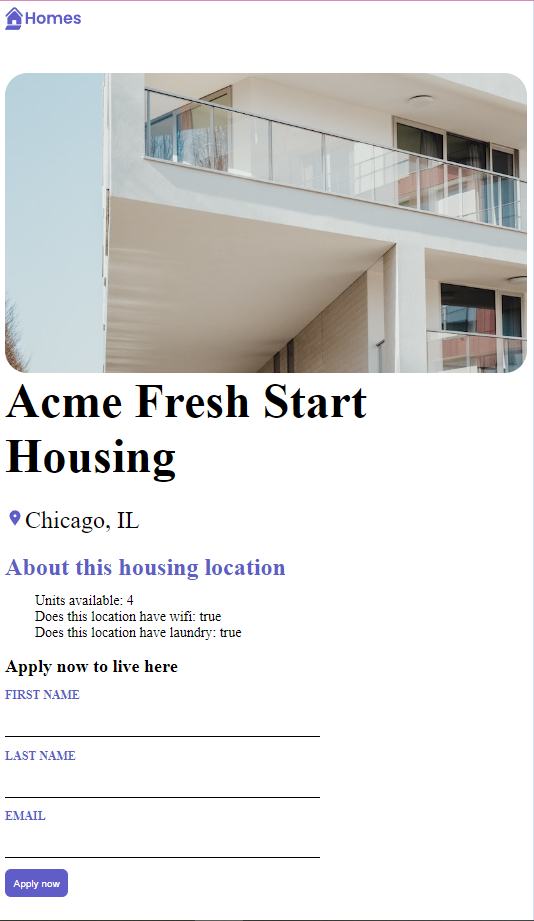 Homes
Acme Fresh Start
Housing
Chicago, IL
About this housing location
Units available: 4
Does this location have wifi: true
Does this location have laundry: true
Apply now to live here
FIRST NAME
LAST NAME
EMAIL
Apply now